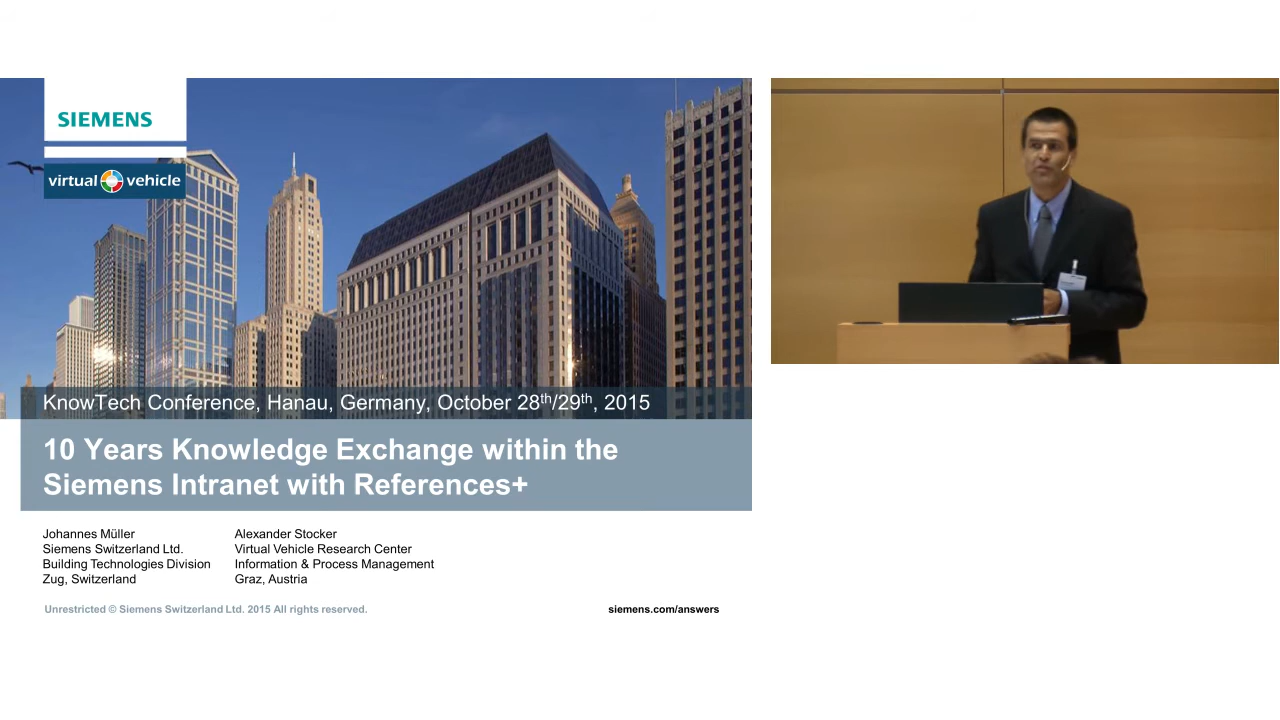 SIEMENS
virtual vehicle
KnowTech Conference, Hanau, Germany, October 28th/29th, 2015
10 Years Knowledge Exchange within the
Siemens Intranet with References+
Johannes Müller
Siemens Switzerland Ltd.
Building Technologies Division
Zug, Switzerland
Alexander Stocker
Virtual Vehicle Research Center
Information & Process Management
Graz, Austria
Unrestricted © Siemens Switzerland Ltd. 2015 All rights reserved.
siemens.com/answers